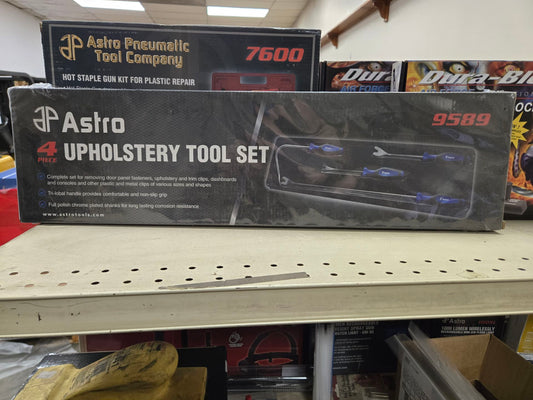 Astro Pneumatic
Tool Company
7600
HOT STAPLE GUN KIT FOR PLASTIC REPAIR
Dura-
Dura-Bl
Astro
9589
4 PIECE UPHOLSTERY TOOL SET
Complete set for removing door panel fasteners, upholstery and trim clips, dashboards
and consoles and other plastic and metal clips of various sizes and shapes
Tri-lobal handle provides comfortable and non-slip grip
Full polish chrome plated shanks for long lasting corrosion resistance
www.astrotools.com
Astro